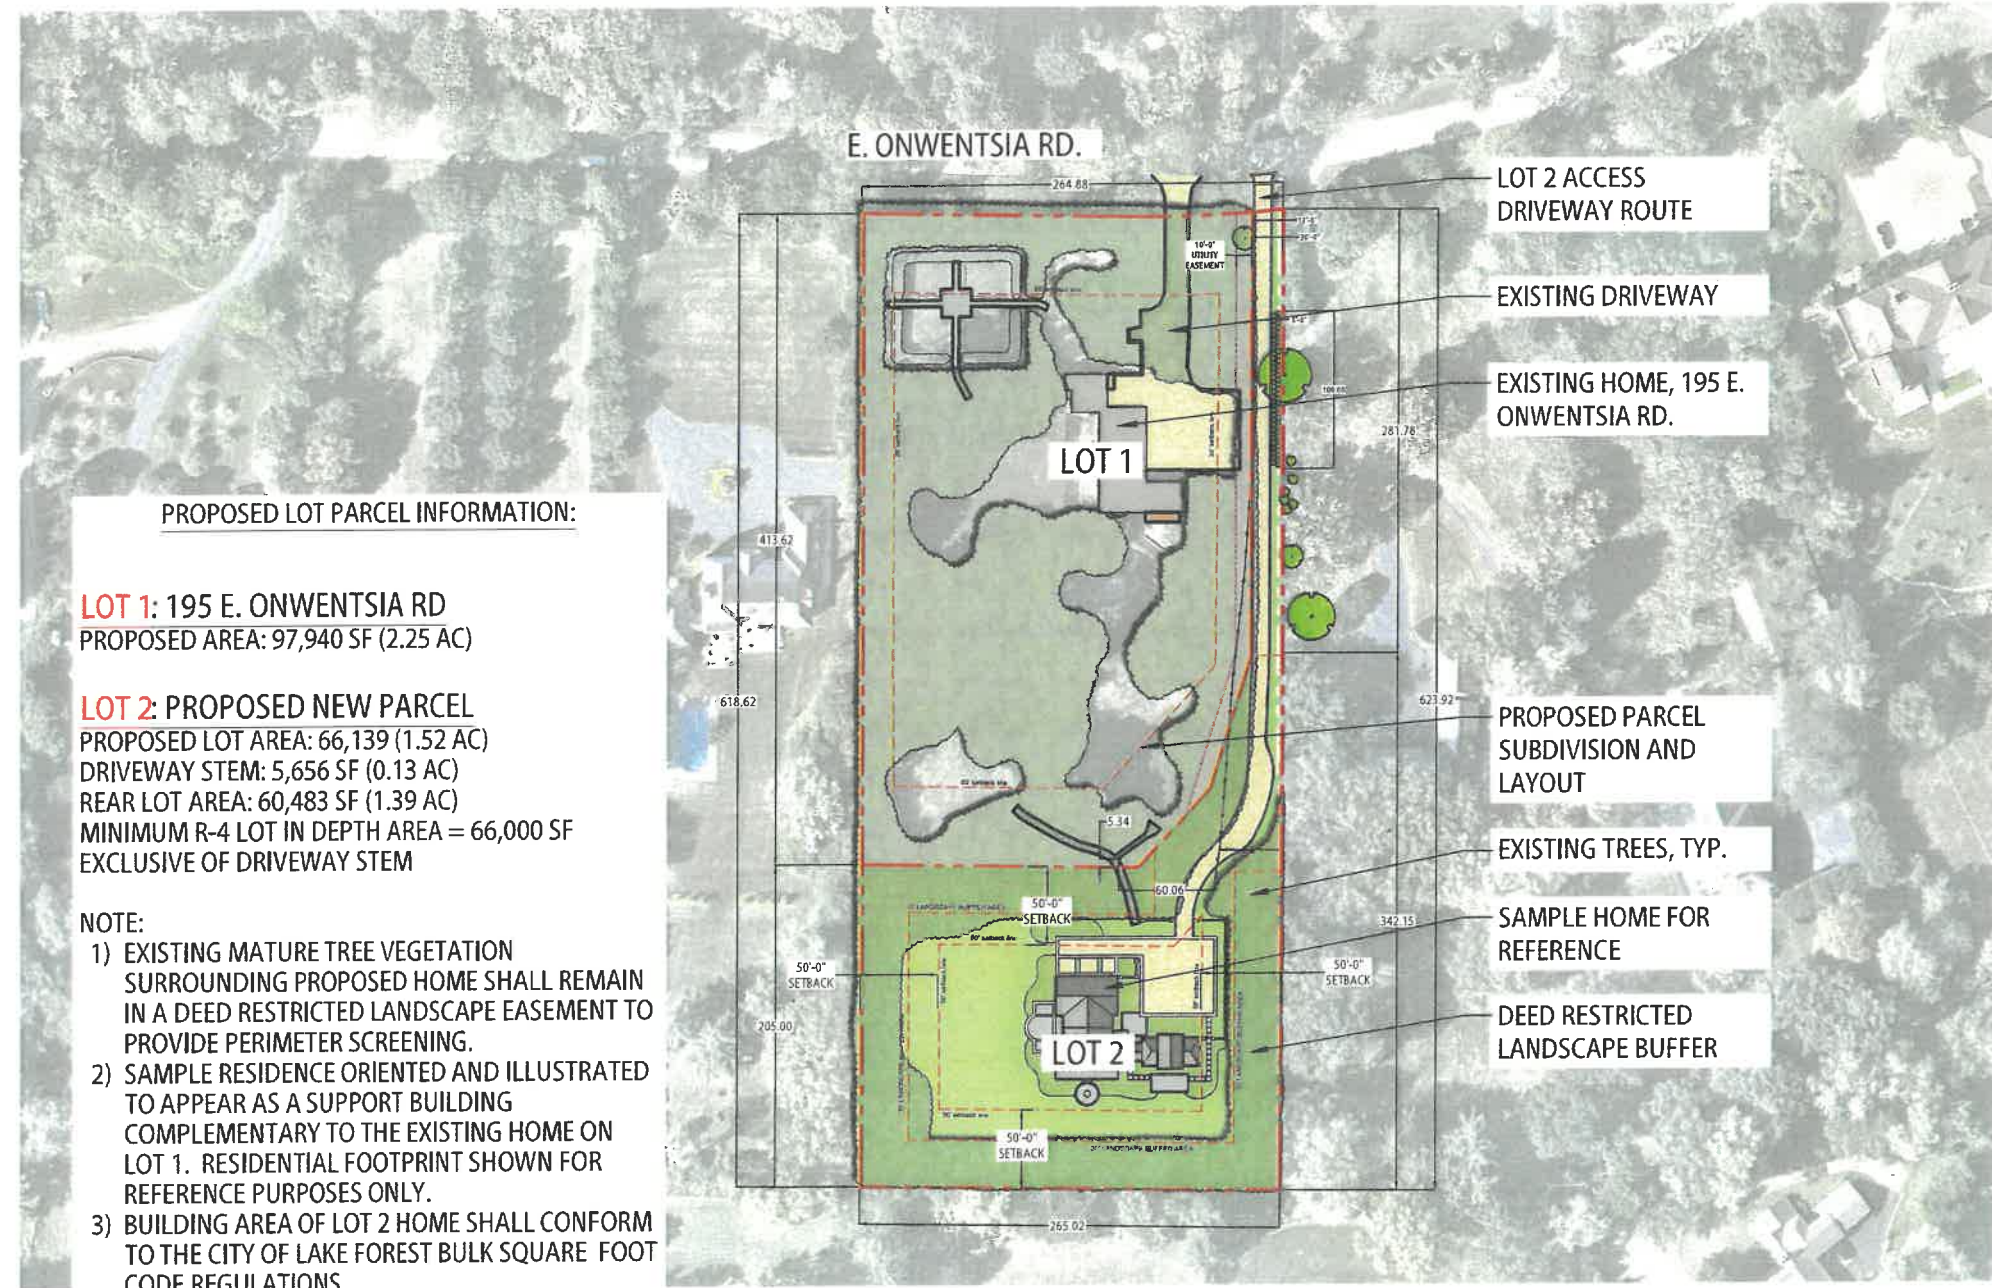 E. ONWENTSIA RD.
264.88
LOT 2 ACCESS
DRIVEWAY ROUTE
10'-0"
UTILITY
EASEMENT
EXISTING DRIVEWAY
EXISTING HOME, 195 E.
ONWENTSIA RD.
281.78
LOT 1
413.62
618.62
623.92
PROPOSED PARCEL
SUBDIVISION AND
LAYOUT
5.34
EXISTING TREES, TYP.
60.06
50'-0"
SETBACK
342.15
SAMPLE HOME FOR
REFERENCE
50'-0"
SETBACK
50'-0"
SETBACK
205.00
DEED RESTRICTED
LANDSCAPE BUFFER
LOT 2
50'-0"
SETBACK
265.02
PROPOSED LOT PARCEL INFORMATION:
LOT 1: 195 E. ONWENTSIA RD
PROPOSED AREA: 97,940 SF (2.25 AC)
LOT 2: PROPOSED NEW PARCEL
PROPOSED LOT AREA: 66,139 (1.52 AC)
DRIVEWAY STEM: 5,656 SF (0.13 AC)
REAR LOT AREA: 60,483 SF (1.39 AC)
MINIMUM R-4 LOT IN DEPTH AREA = 66,000 SF
EXCLUSIVE OF DRIVEWAY STEM
NOTE:
1) EXISTING MATURE TREE VEGETATION
SURROUNDING PROPOSED HOME SHALL REMAIN
IN A DEED RESTRICTED LANDSCAPE EASEMENT TO
PROVIDE PERIMETER SCREENING.
2) SAMPLE RESIDENCE ORIENTED AND ILLUSTRATED
TO APPEAR AS A SUPPORT BUILDING
COMPLEMENTARY TO THE EXISTING HOME ON
LOT 1. RESIDENTIAL FOOTPRINT SHOWN FOR
REFERENCE PURPOSES ONLY.
3) BUILDING AREA OF LOT 2 HOME SHALL CONFORM
TO THE CITY OF LAKE FOREST BULK SQUARE FOOT
CODE REGULATIONS